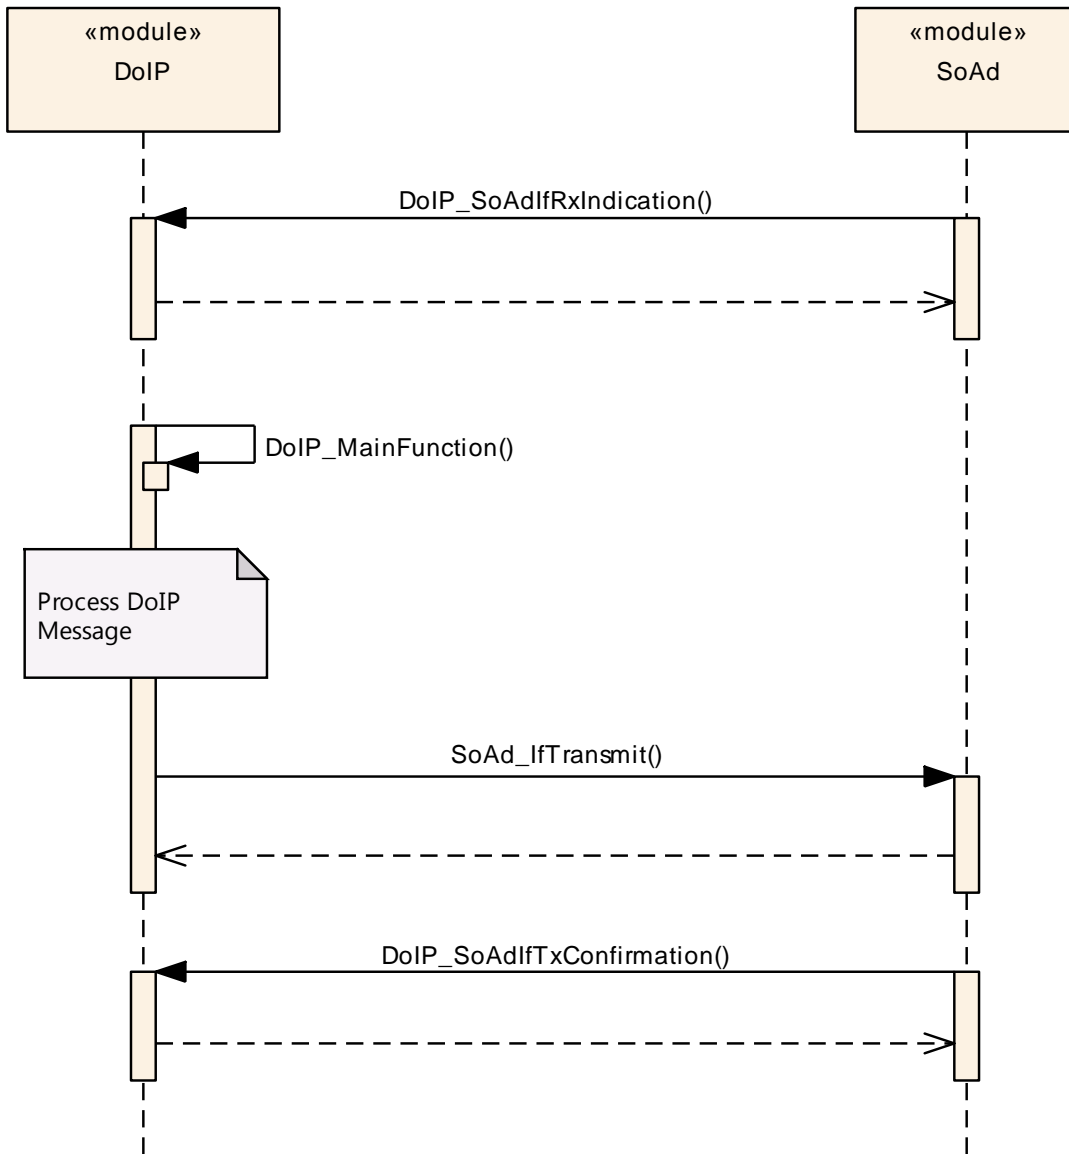 «module»
DoIP
«module»
SoAd
DoIP_SoAdIfRxIndication()
DoIP_MainFunction()
Process DoIP
Message
SoAd_IfTransmit()
DoIP_SoAdIfTxConfirmation()